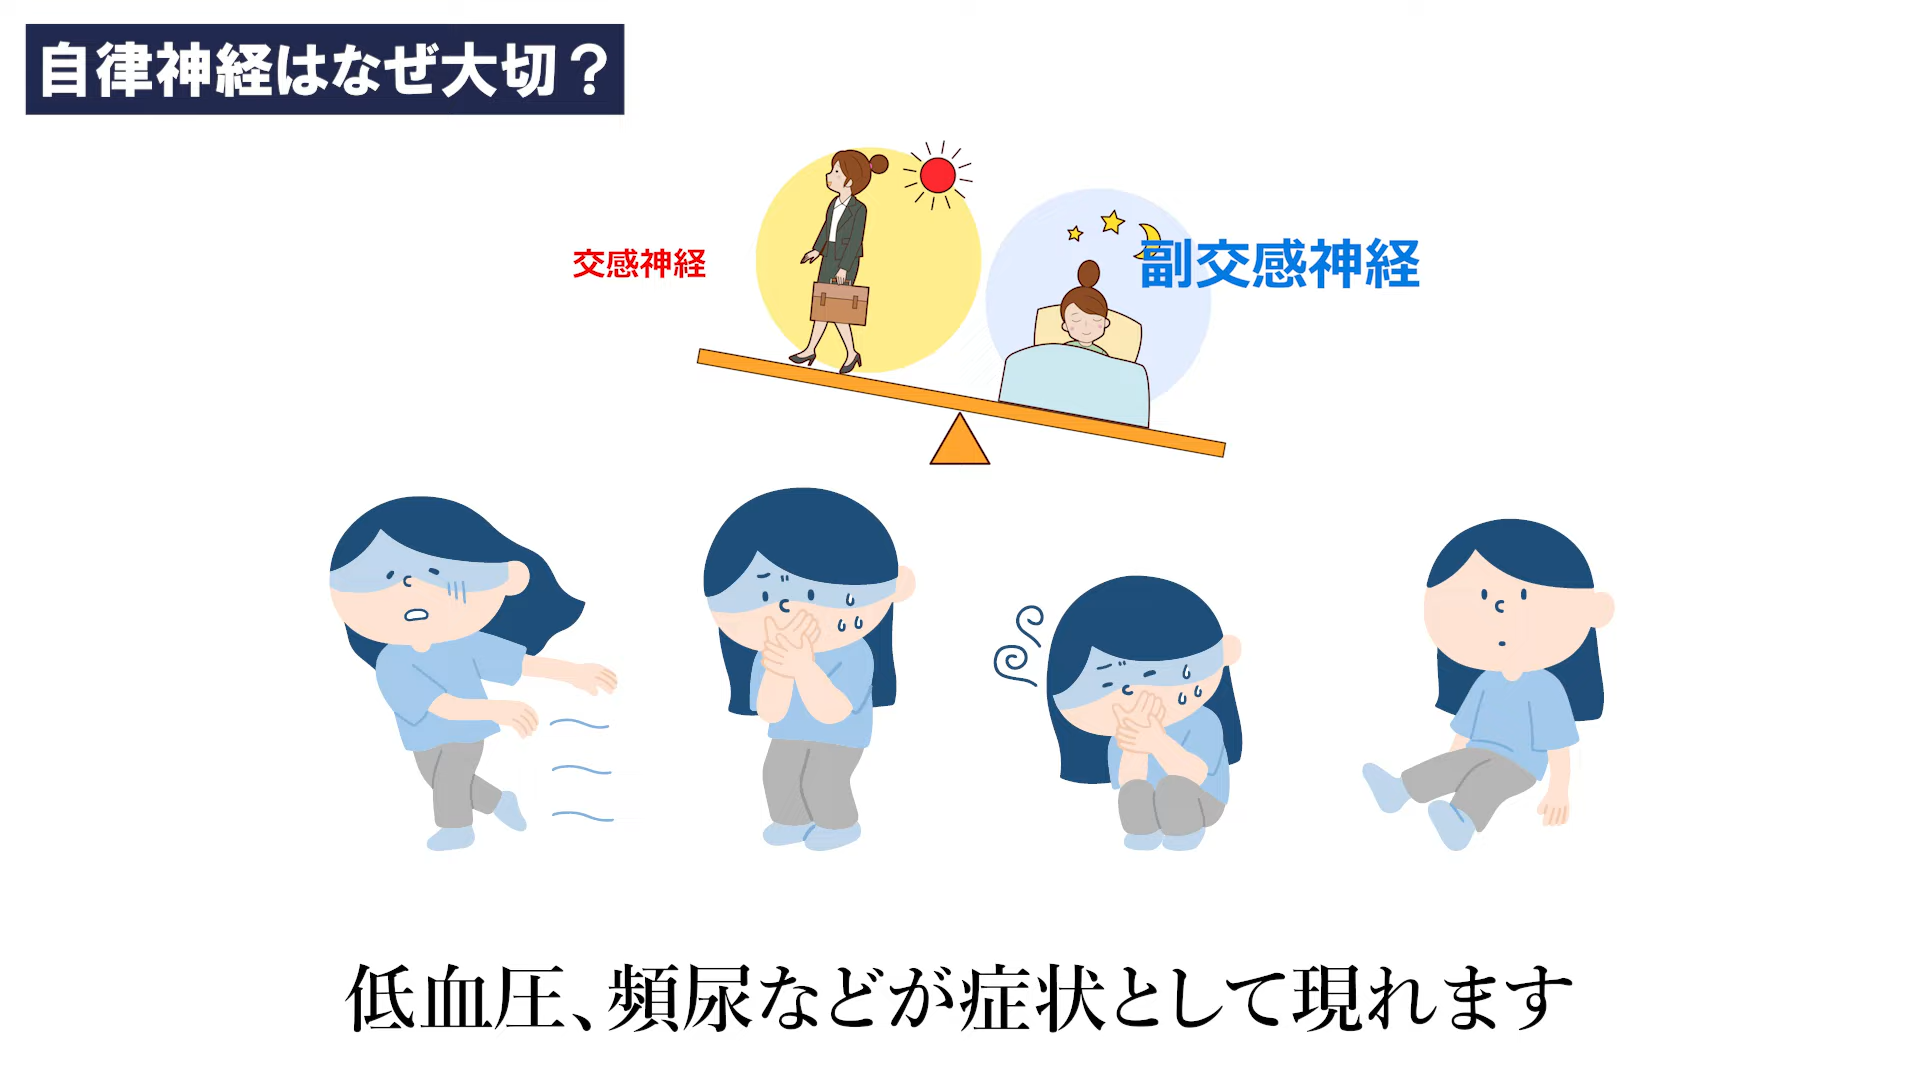 自律神経はなぜ大切？
交感神経
副交感神経
低血圧、頻尿などが症状として現れます